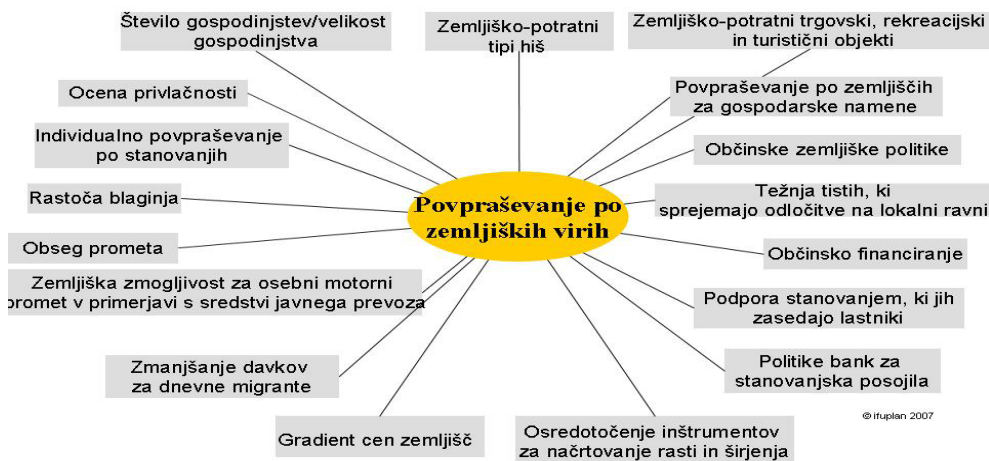 Število gospodinjstev/velikost
gospodinjstva
Zemljiško-potratni
tipi hiš
Zemljiško-potratni trgovski, rekreacijski
in turistični objekti
Ocena privlačnosti
Povpraševanje po zemljiščih
za gospodarske namene
Individualno povpraševanje
po stanovanjih
Občinske zemljiške politike
Rastoča blaginja
Povpraševanje po
zemljiških virih
Težnja tistih, ki
sprejemajo odločitve na lokalni ravni
Obseg prometa
Občinsko financiranje
Zemljiška zmogljivost za osebni motorni
promet v primerjavi s sredstvi javnega prevoza
Podpora stanovanjem, ki jih
zasedajo lastniki
Zmanjšanje davkov
za dnevne migrante
Politike bank za
stanovanjska posojila
Gradient cen zemljišč
Osredotočenje inštrumentov
za načrtovanje rasti in širjenja
© ifuplan 2007